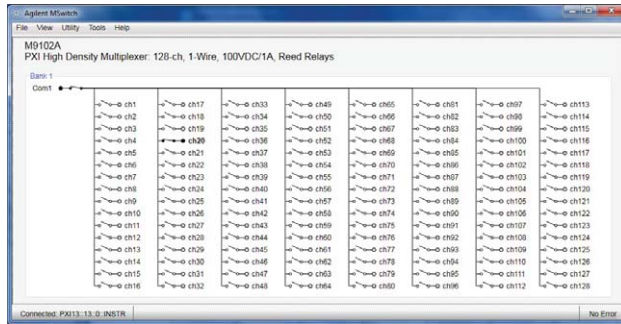 Agilent MSwitch
File View Utility Tools Help
M9102A
PXI High Density Multiplexer: 128-ch, 1-Wire, 100VDC/1A, Reed Relays
Bank 1
Com1
ch1 ch17 ch33 ch49 ch65 ch81 ch97 ch113
ch2 ch18 ch34 ch50 ch66 ch82 ch98 ch114
ch3 ch19 ch35 ch51 ch67 ch83 ch99 ch115
ch4 ch20 ch36 ch52 ch68 ch84 ch100 ch116
ch5 ch21 ch37 ch53 ch69 ch85 ch101 ch117
ch6 ch22 ch38 ch54 ch70 ch86 ch102 ch118
ch7 ch23 ch39 ch55 ch71 ch87 ch103 ch119
ch8 ch24 ch40 ch56 ch72 ch88 ch104 ch120
ch9 ch25 ch41 ch57 ch73 ch89 ch105 ch121
ch10 ch26 ch42 ch58 ch74 ch90 ch106 ch122
ch11 ch27 ch43 ch59 ch75 ch91 ch107 ch123
ch12 ch28 ch44 ch60 ch76 ch92 ch108 ch124
ch13 ch29 ch45 ch61 ch77 ch93 ch109 ch125
ch14 ch30 ch46 ch62 ch78 ch94 ch110 ch126
ch15 ch31 ch47 ch63 ch79 ch95 ch111 ch127
ch16 ch32 ch48 ch64 ch80 ch96 ch112 ch128
Connected: PXI13::13::0::INSTR No Error